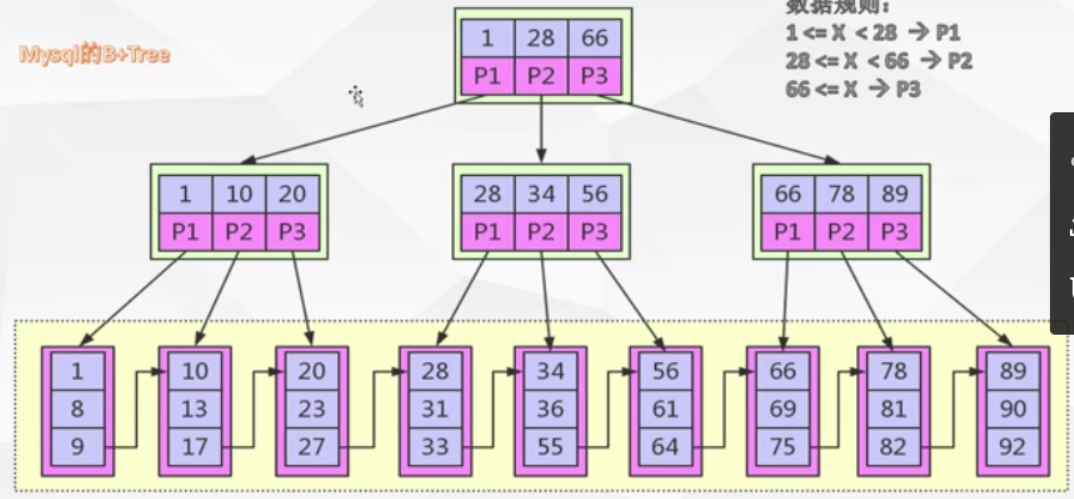 Mysql的B+Tree
数据规则:
1 <= X < 28 → P1
28 <= X < 66 → P2
66 <= X → P3
1 28 66
P1 P2 P3
1 10 20
P1 P2 P3
28 34 56
P1 P2 P3
66 78 89
P1 P2 P3
1 10 20 28 34 56 66 78 89
8 13 23 31 36 61 69 81 90
9 17 27 33 55 64 75 82 92